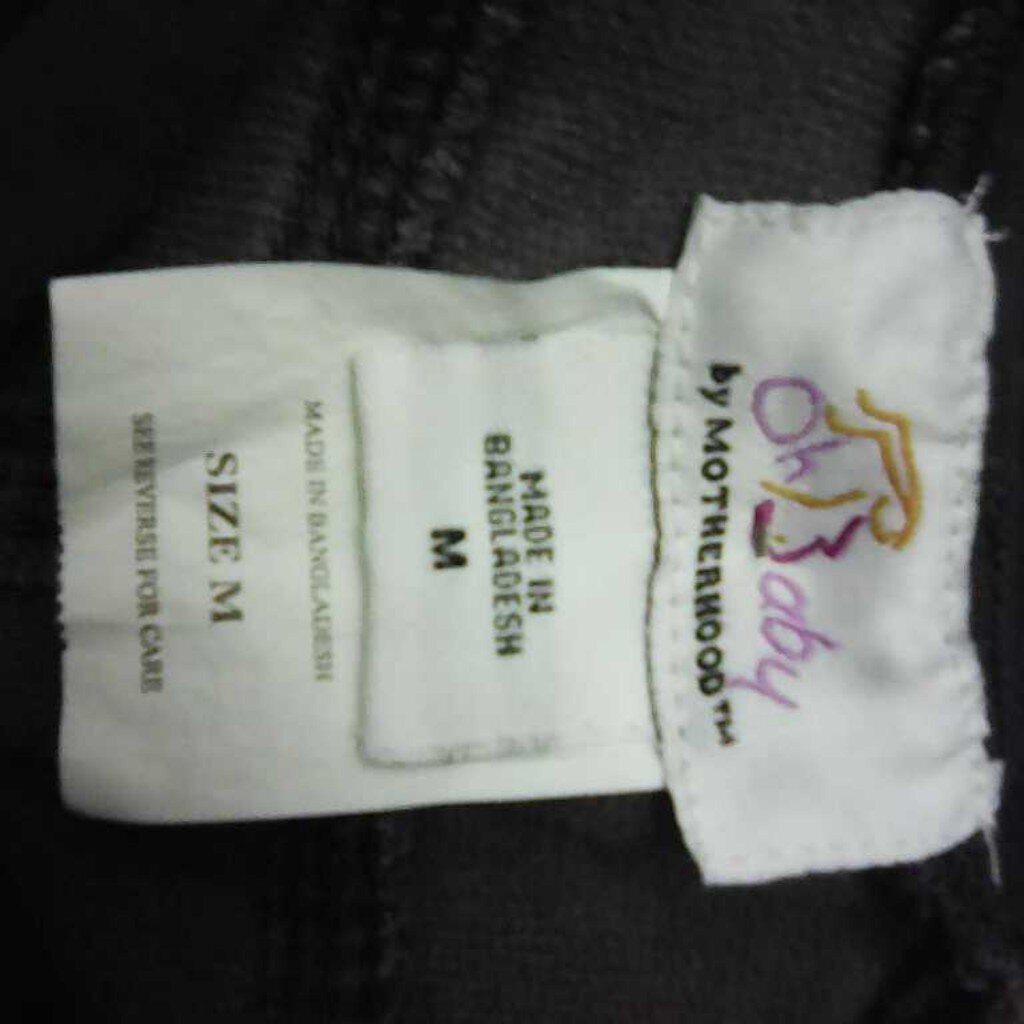 Oh Baby
by MOTHERHOOD™
MADE IN
BANGLADESH
M
MADE IN BANGLADESH
SIZE M
SEE REVERSE FOR CARE